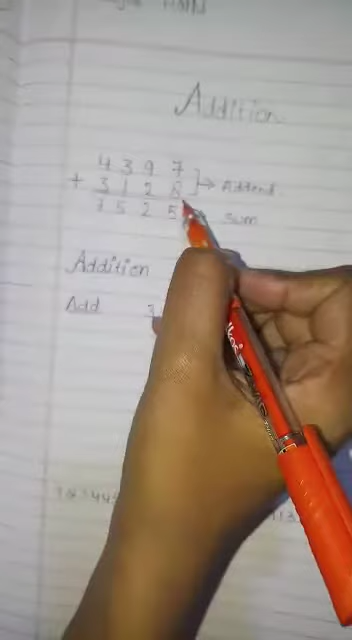 Addition
4 3 9 7
+ 3 1 2 8 } → Addend
7 5 2 5 Sum
Addition
Add